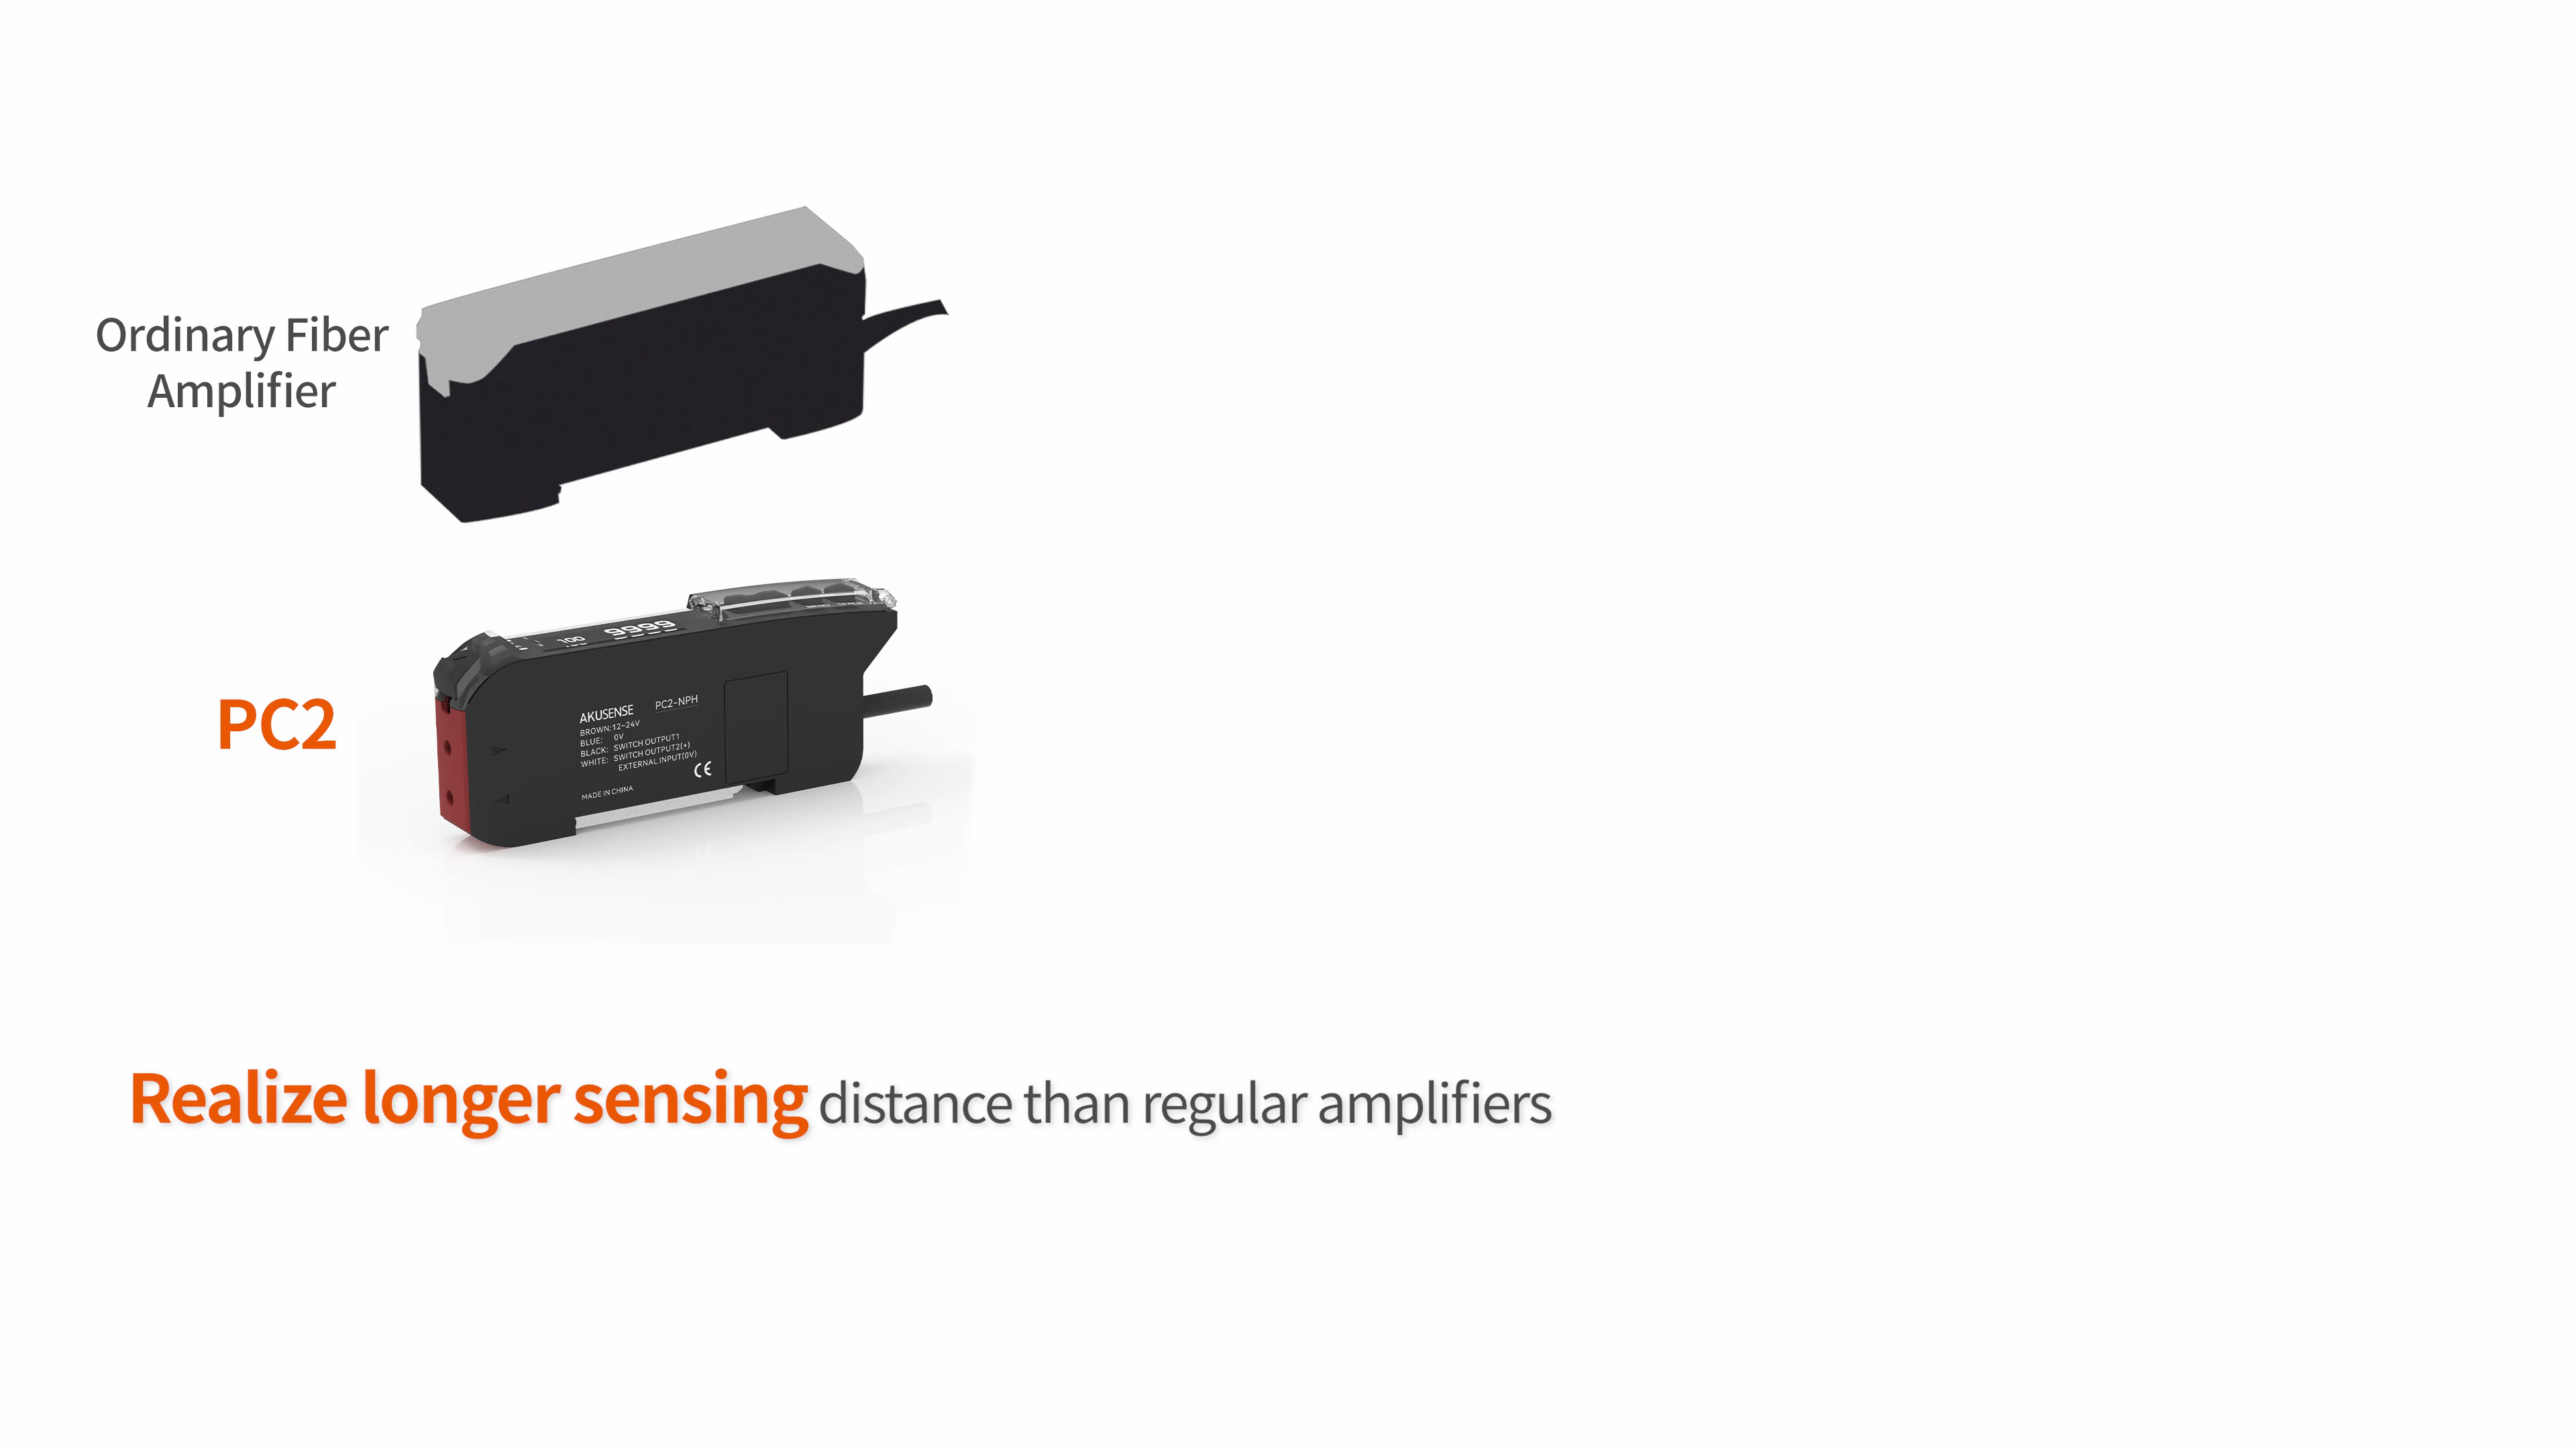 Ordinary Fiber
Amplifier
100 9999
PC2
AKUSENSE PC2-NPH
BROWN:12~24V
BLUE: 0V
BLACK: SWITCH OUTPUT1
WHITE: SWITCH OUTPUT2(+)
EXTERNAL INPUT(0V)
CE
MADE IN CHINA
Realize longer sensing distance than regular amplifiers